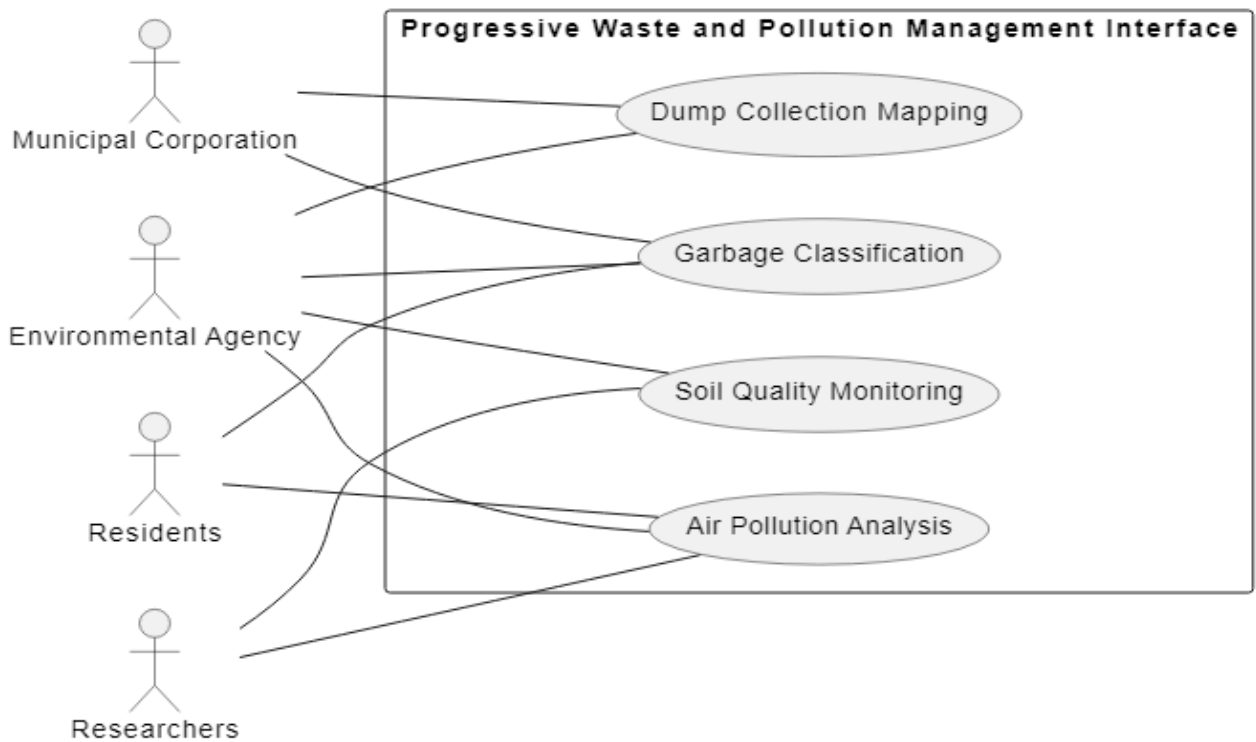 Progressive Waste and Pollution Management Interface
Municipal Corporation
Environmental Agency
Residents
Researchers
Dump Collection Mapping
Garbage Classification
Soil Quality Monitoring
Air Pollution Analysis